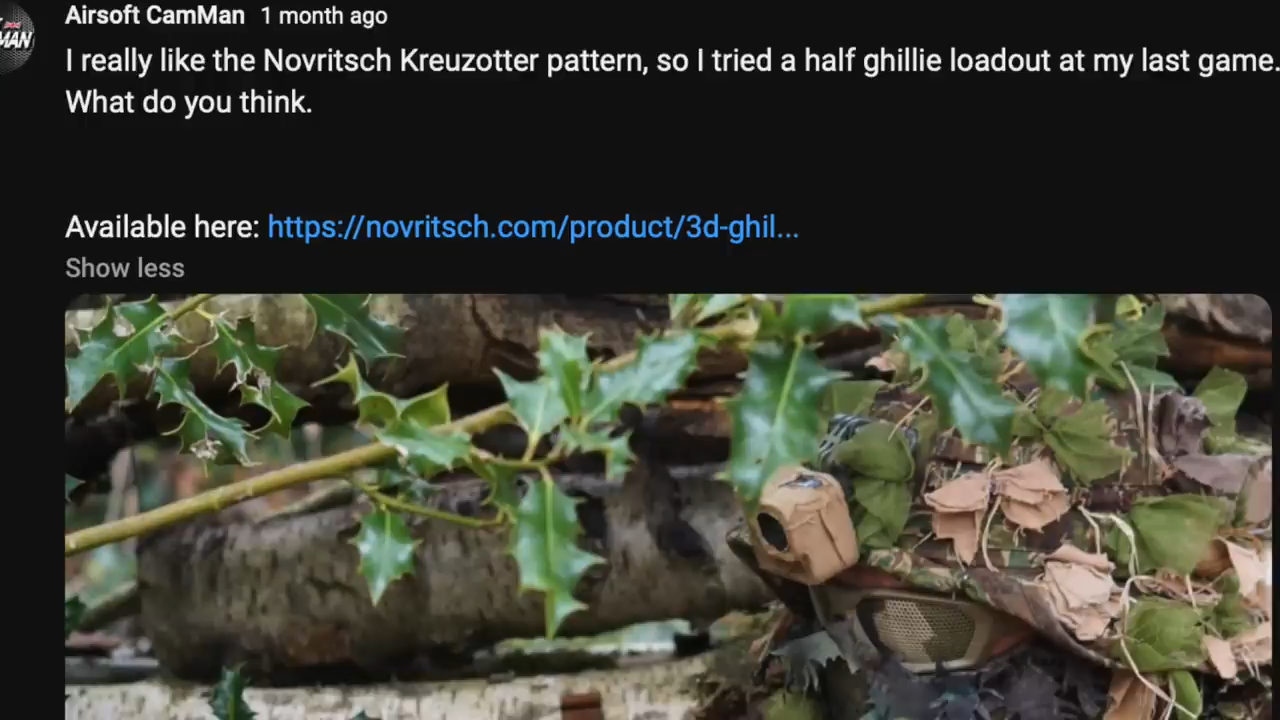 Airsoft CamMan 1 month ago
MAN
I really like the Novritsch Kreuzotter pattern, so I tried a half ghillie loadout at my last game.
What do you think.
Available here: https://novritsch.com/product/3d-ghil...
Show less